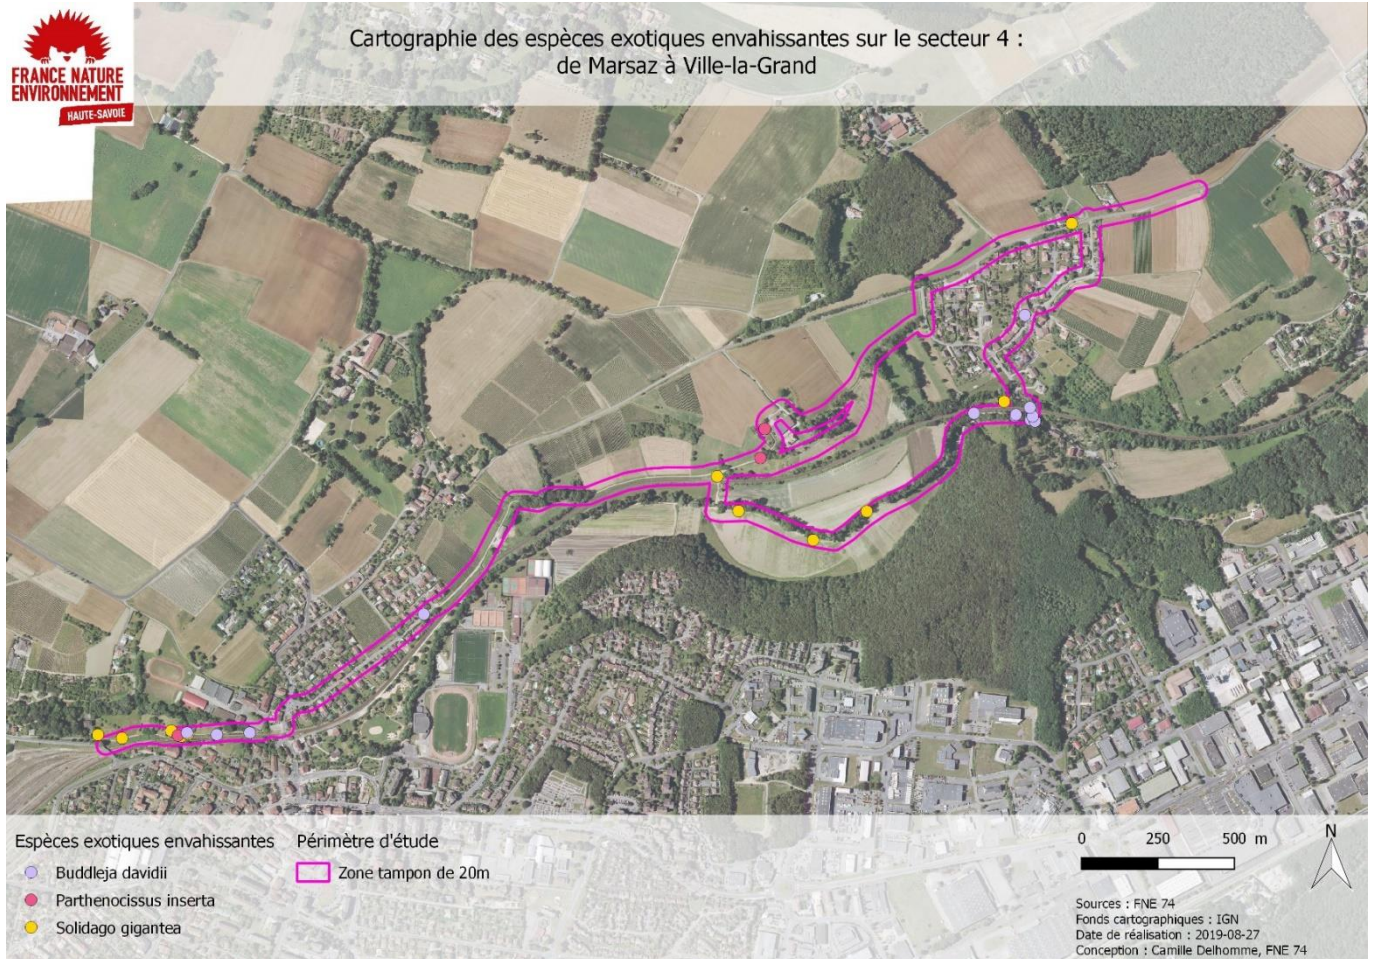 FRANCE NATURE
ENVIRONNEMENT
HAUTE-SAVOIE
Cartographie des espèces exotiques envahissantes sur le secteur 4 :
de Marsaz à Ville-la-Grand
Espèces exotiques envahissantes
Buddleja davidii
Parthenocissus inserta
Solidago gigantea
Périmètre d'étude
Zone tampon de 20m
0 250 500 m
N
Sources : FNE 74
Fonds cartographiques : IGN
Date de réalisation : 2019-08-27
Conception : Camille Delhomme, FNE 74